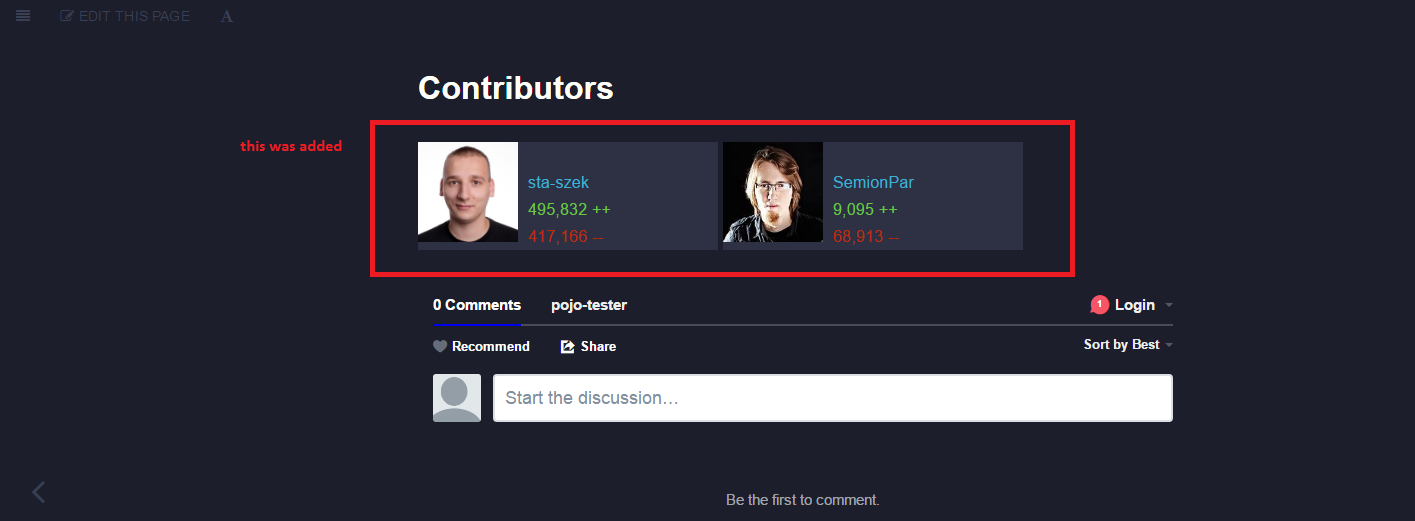 EDIT THIS PAGE A
Contributors
this was added
sta-szek
495,832 ++
417,166 --
SemionPar
9,095 ++
68,913 --
0 Comments pojo-tester 1 Login
Recommend Share Sort by Best
Start the discussion…
Be the first to comment.